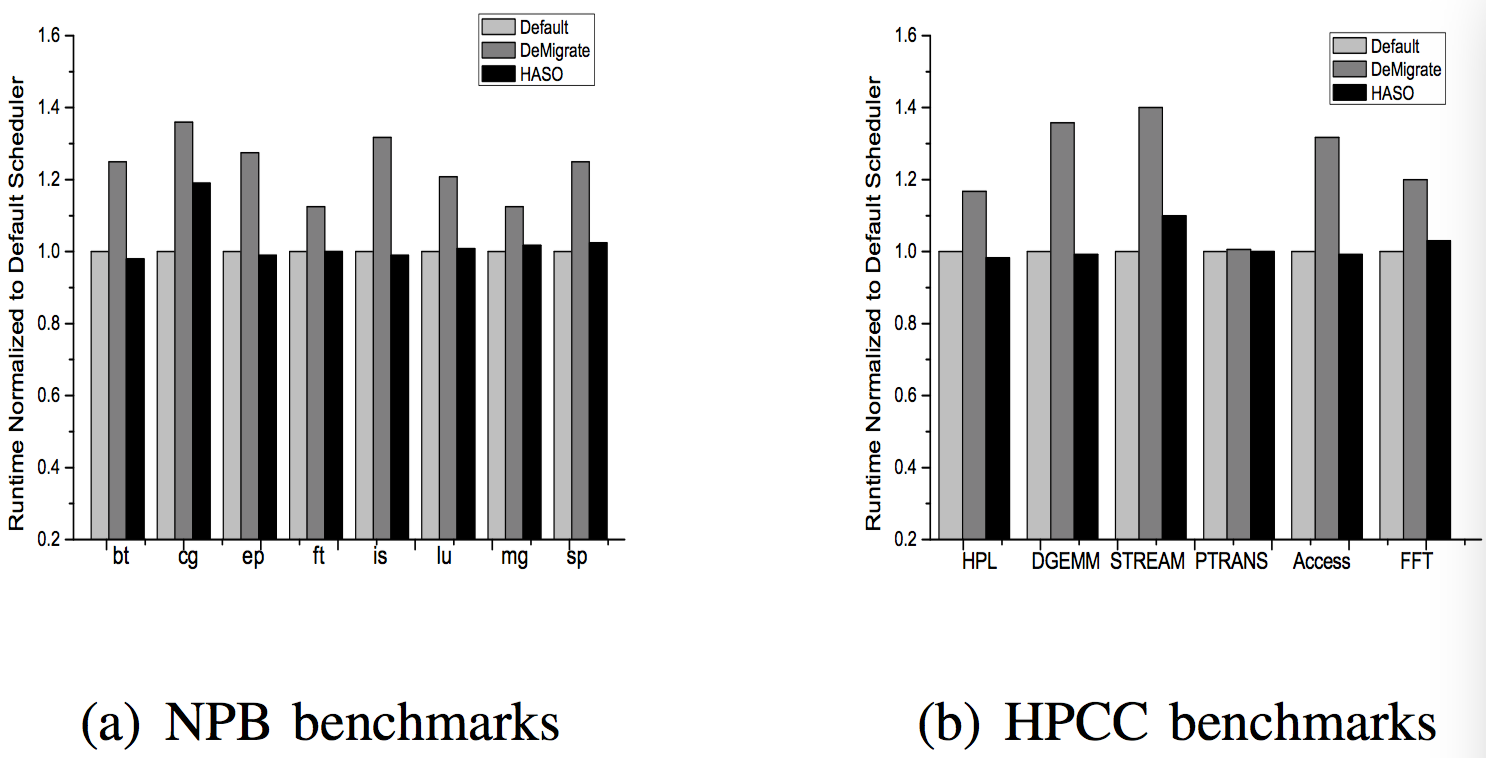 Default
DeMigrate
HASO
Runtime Normalized to Default Scheduler
1.6
1.4
1.2
1.0
0.8
0.6
0.4
0.2
bt cg ep ft is lu mg sp
(a) NPB benchmarks
Default
DeMigrate
HASO
Runtime Normalized to Default Scheduler
1.6
1.4
1.2
1.0
0.8
0.6
0.4
0.2
HPL DGEMM STREAM PTRANS Access FFT
(b) HPCC benchmarks